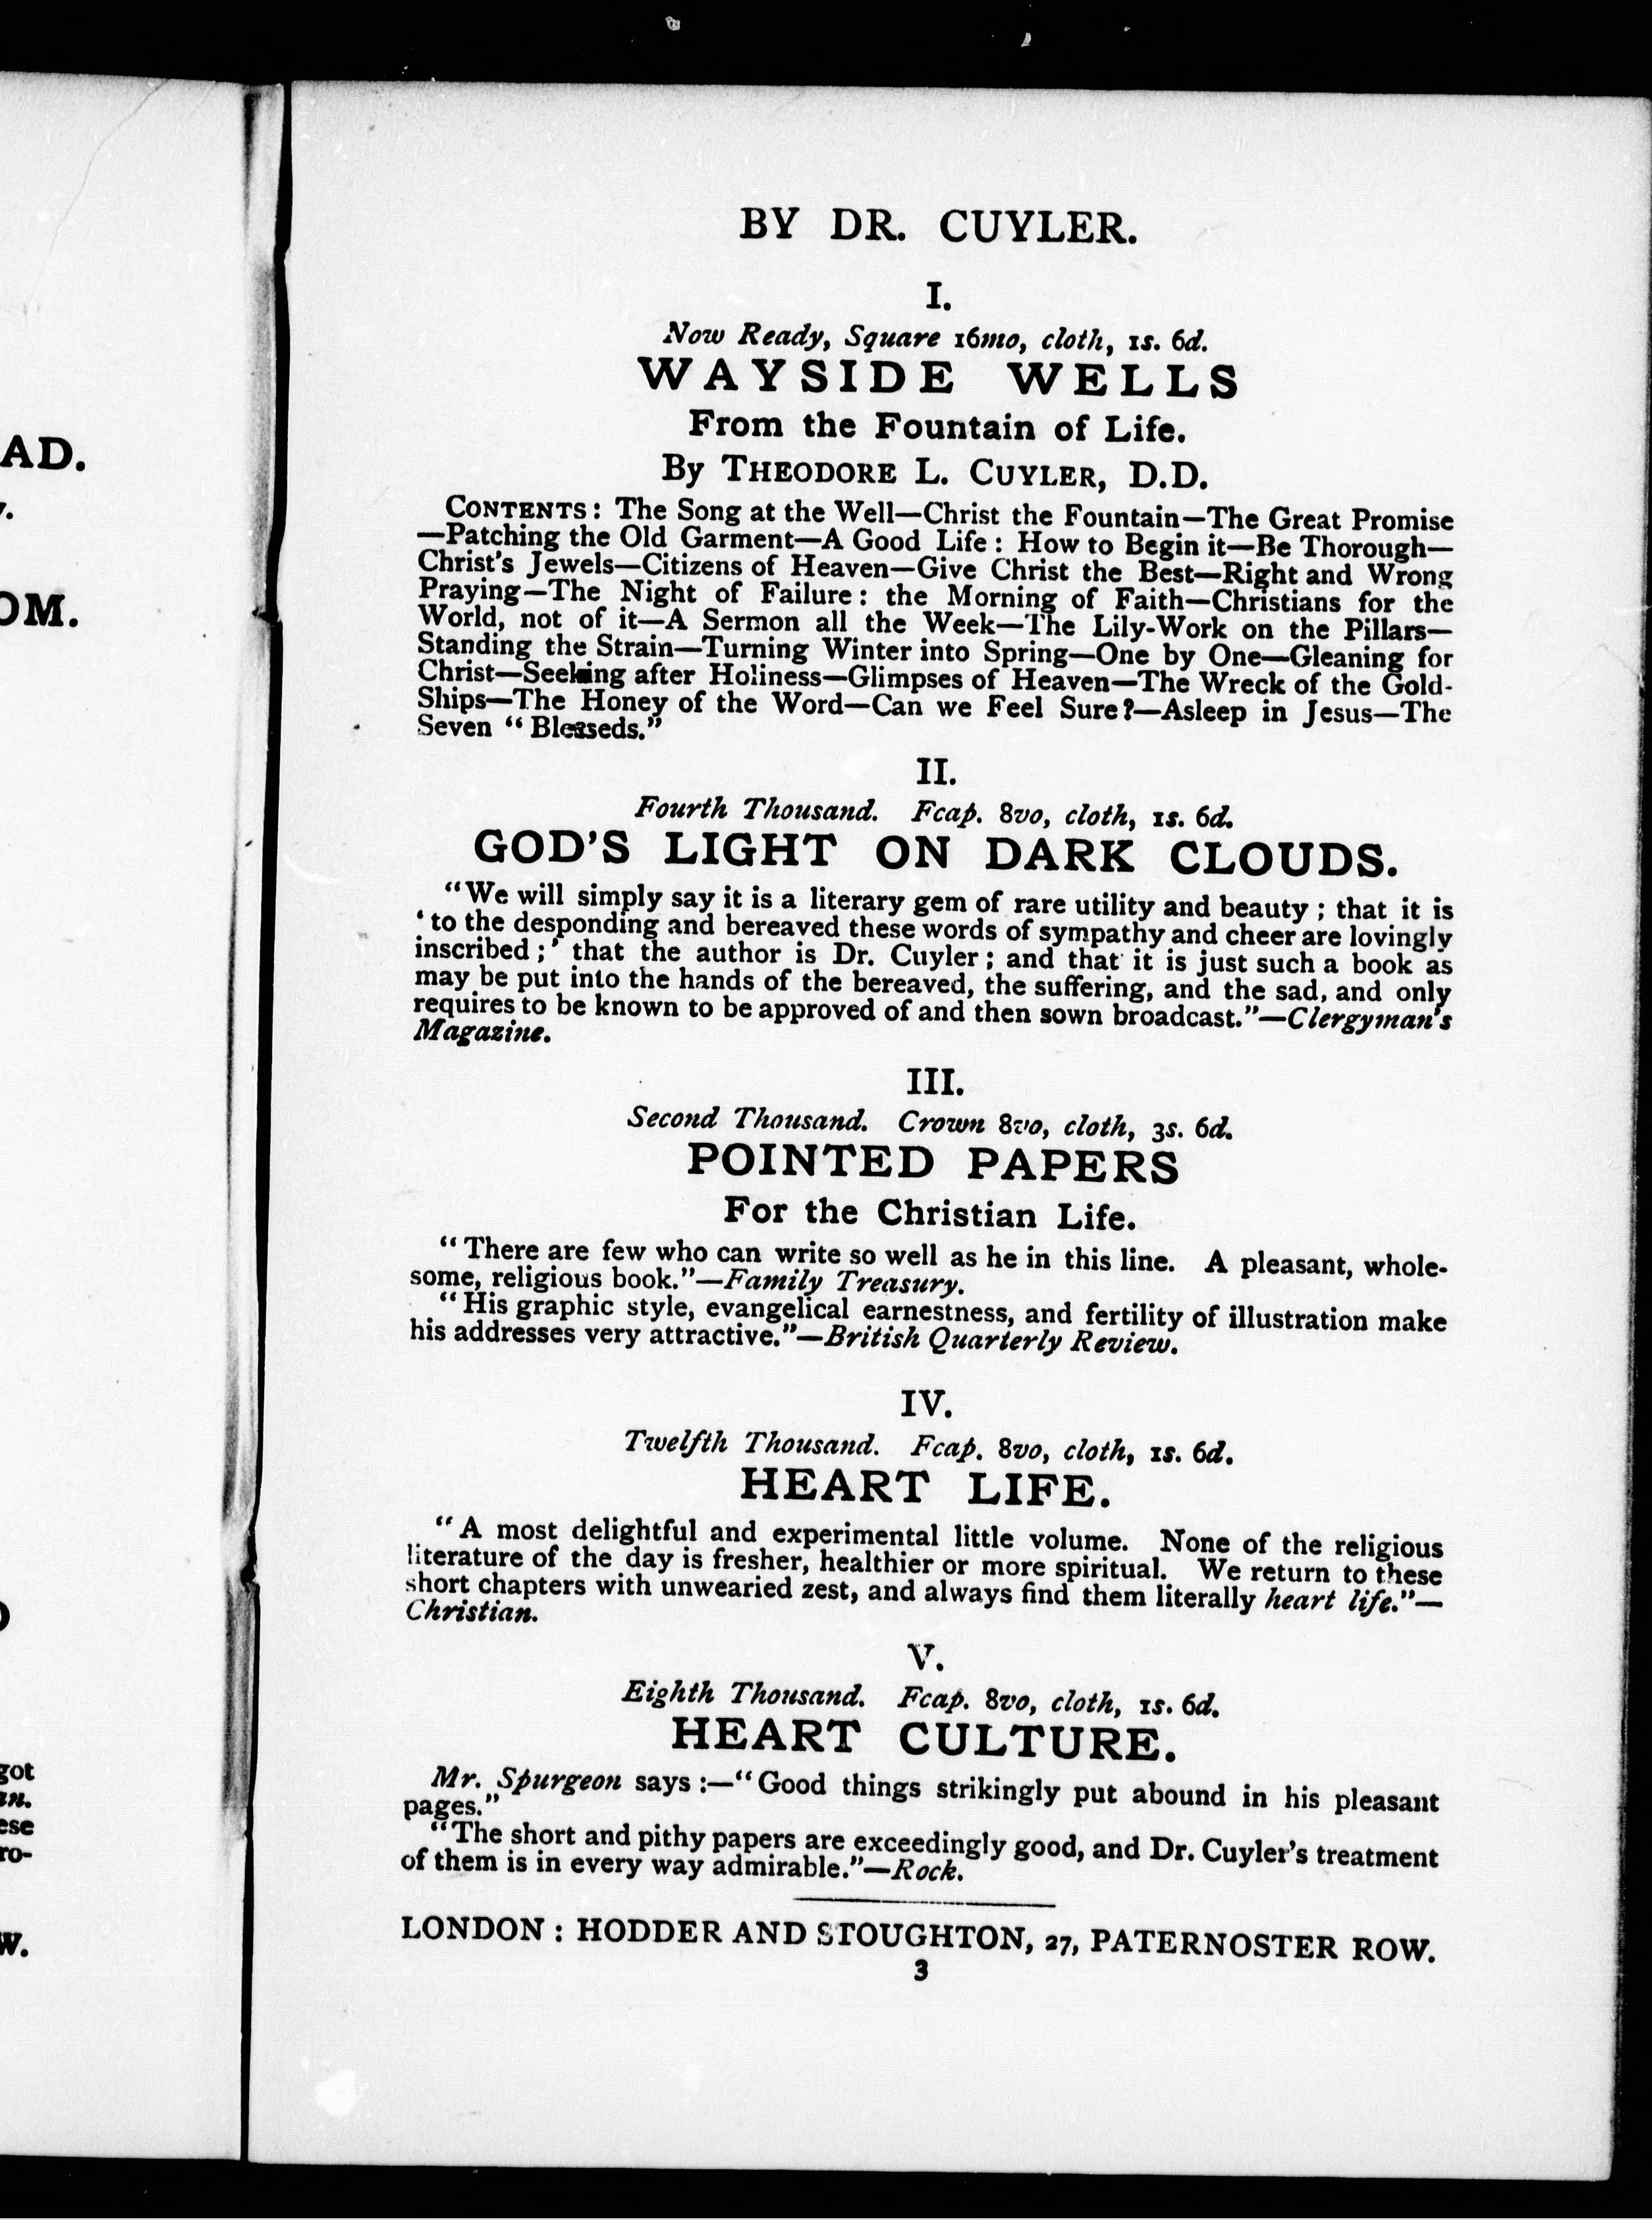 AD.
OM.
got
an.
ese
ro-
W.
BY DR. CUYLER.
I.
Now Ready, Square 16mo, cloth, 1s. 6d.
WAYSIDE WELLS
From the Fountain of Life.
By THEODORE L. CUYLER, D.D.
CONTENTS: The Song at the Well—Christ the Fountain—The Great Promise
—Patching the Old Garment—A Good Life: How to Begin it—Be Thorough—
Christ's Jewels—Citizens of Heaven—Give Christ the Best—Right and Wrong
Praying—The Night of Failure: the Morning of Faith—Christians for the
World, not of it—A Sermon all the Week—The Lily-Work on the Pillars—
Standing the Strain—Turning Winter into Spring—One by One—Gleaning for
Christ—Seeking after Holiness—Glimpses of Heaven—The Wreck of the Gold-
Ships—The Honey of the Word—Can we Feel Sure?—Asleep in Jesus—The
Seven "Blesseds."
II.
Fourth Thousand. Fcap. 8vo, cloth, 1s. 6d.
GOD'S LIGHT ON DARK CLOUDS.
"We will simply say it is a literary gem of rare utility and beauty; that it is
'to the desponding and bereaved these words of sympathy and cheer are lovingly
inscribed;' that the author is Dr. Cuyler; and that it is just such a book as
may be put into the hands of the bereaved, the suffering, and the sad, and only
requires to be known to be approved of and then sown broadcast."—Clergyman's
Magazine.
III.
Second Thousand. Crown 8vo, cloth, 3s. 6d.
POINTED PAPERS
For the Christian Life.
"There are few who can write so well as he in this line. A pleasant, whole-
some, religious book."—Family Treasury.
"His graphic style, evangelical earnestness, and fertility of illustration make
his addresses very attractive."—British Quarterly Review.
IV.
Twelfth Thousand. Fcap. 8vo, cloth, 1s. 6d.
HEART LIFE.
"A most delightful and experimental little volume. None of the religious
literature of the day is fresher, healthier or more spiritual. We return to these
short chapters with unwearied zest, and always find them literally heart life."—
Christian.
V.
Eighth Thousand. Fcap. 8vo, cloth, 1s. 6d.
HEART CULTURE.
Mr. Spurgeon says:—"Good things strikingly put abound in his pleasant
pages."
"The short and pithy papers are exceedingly good, and Dr. Cuyler's treatment
of them is in every way admirable."—Rock.
LONDON: HODDER AND STOUGHTON, 27, PATERNOSTER ROW.
3